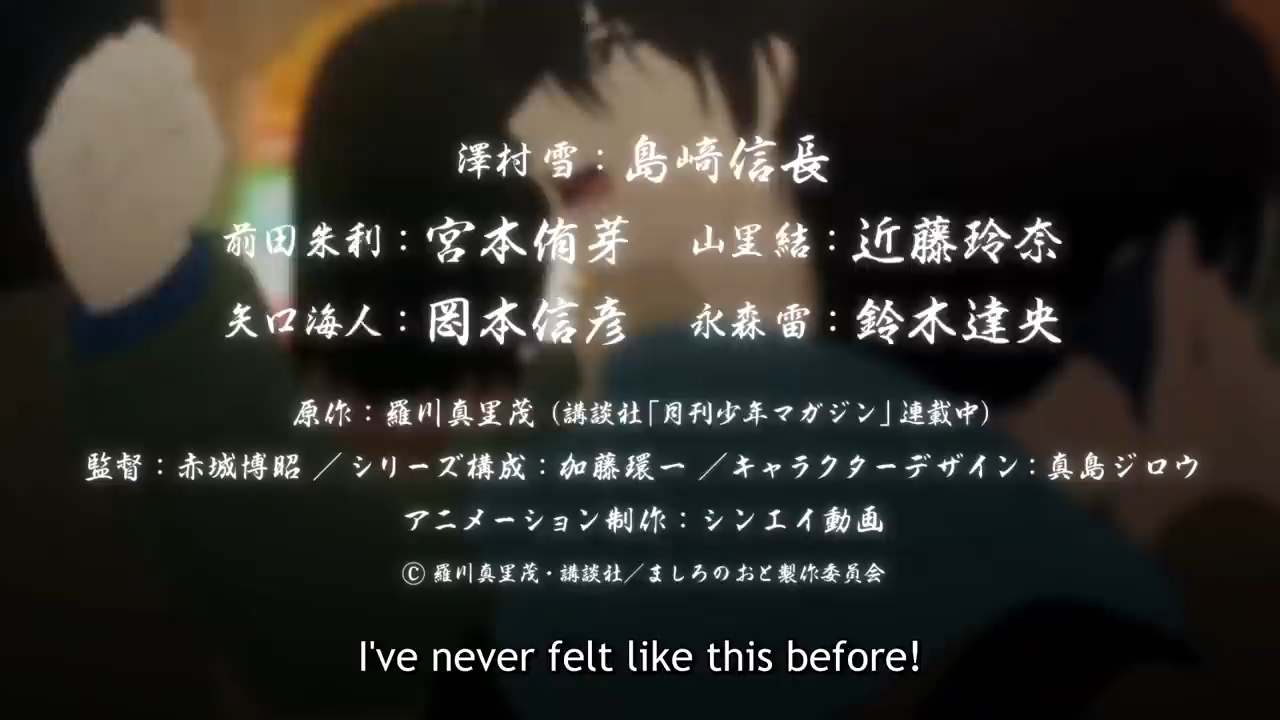 澤村 雪：島﨑信長
前田朱利：宮本侑芽　山里結：近藤玲奈
矢口海人：岡本信彦　永森雷：鈴木達央
原作：羅川真里茂（講談社「月刊少年マガジン」連載中）
監督：赤城博昭／シリーズ構成：加藤環一／キャラクターデザイン：真島ジロウ
アニメーション制作：シンエイ動画
© 羅川真里茂・講談社／ましろのおと製作委員会
I've never felt like this before!